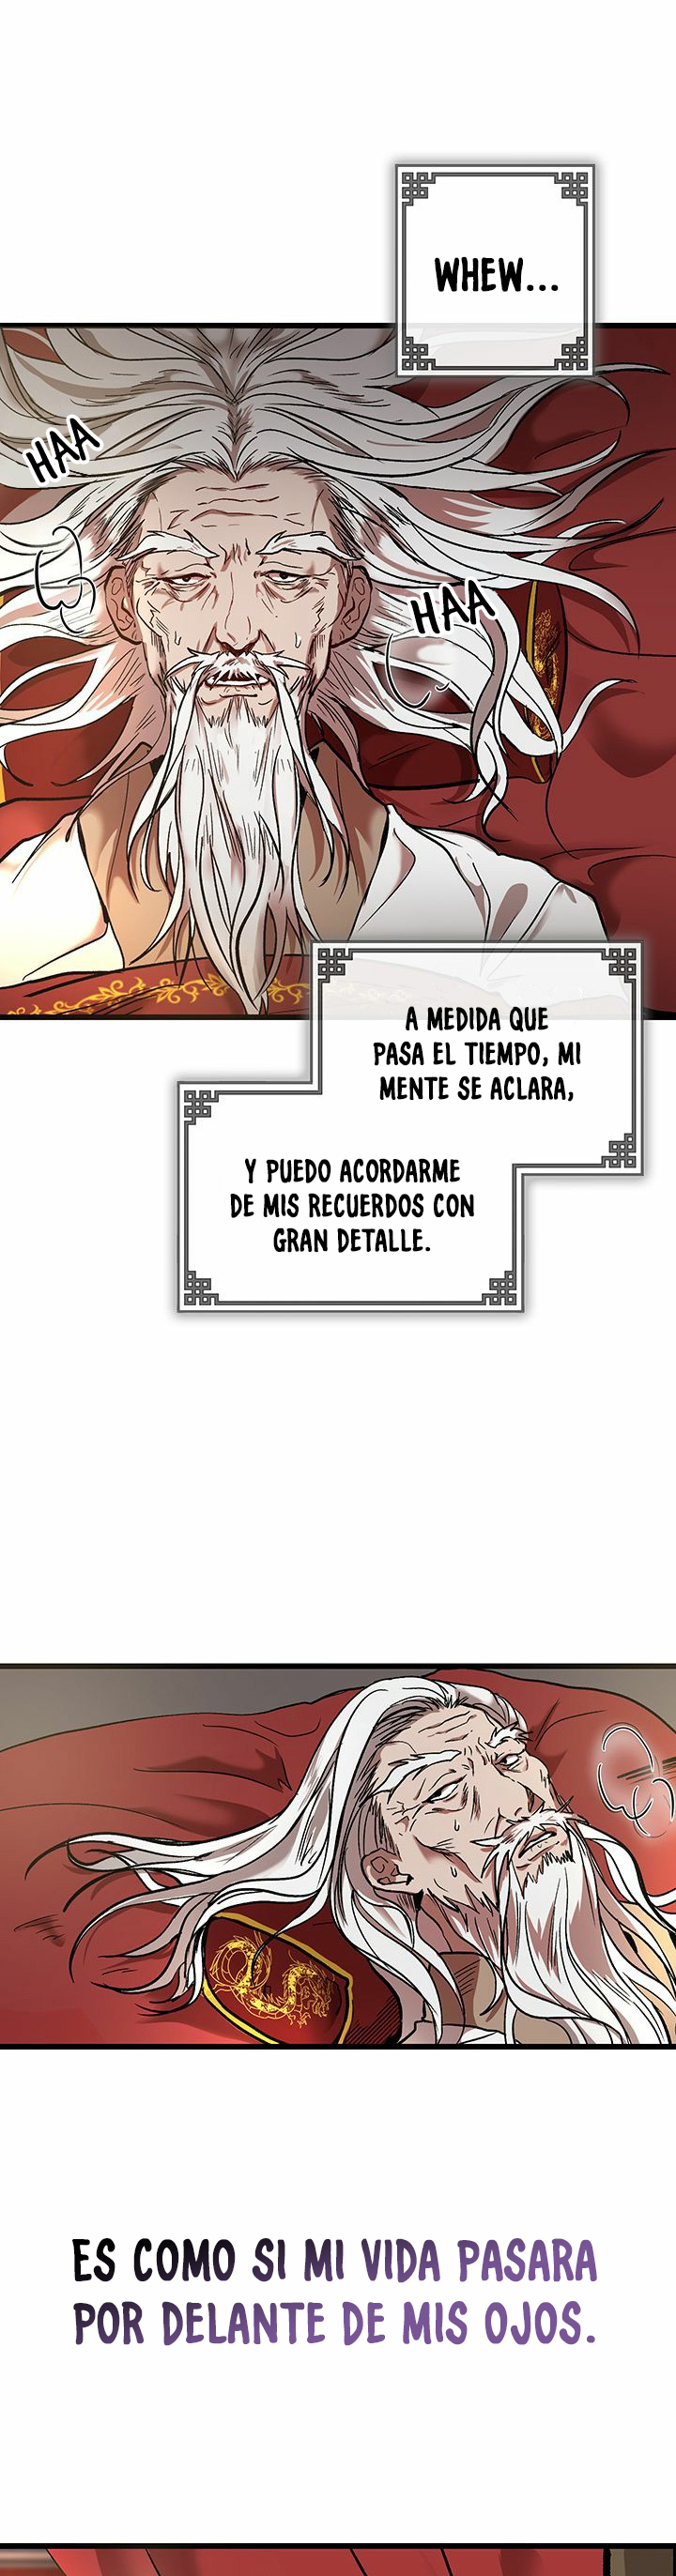 WHEW...
HAA
HAA
A MEDIDA QUE
PASA EL TIEMPO, MI
MENTE SE ACLARA,
Y PUEDO ACORDARME
DE MIS RECUERDOS CON
GRAN DETALLE.
ES COMO SI MI VIDA PASARA
POR DELANTE DE MIS OJOS.